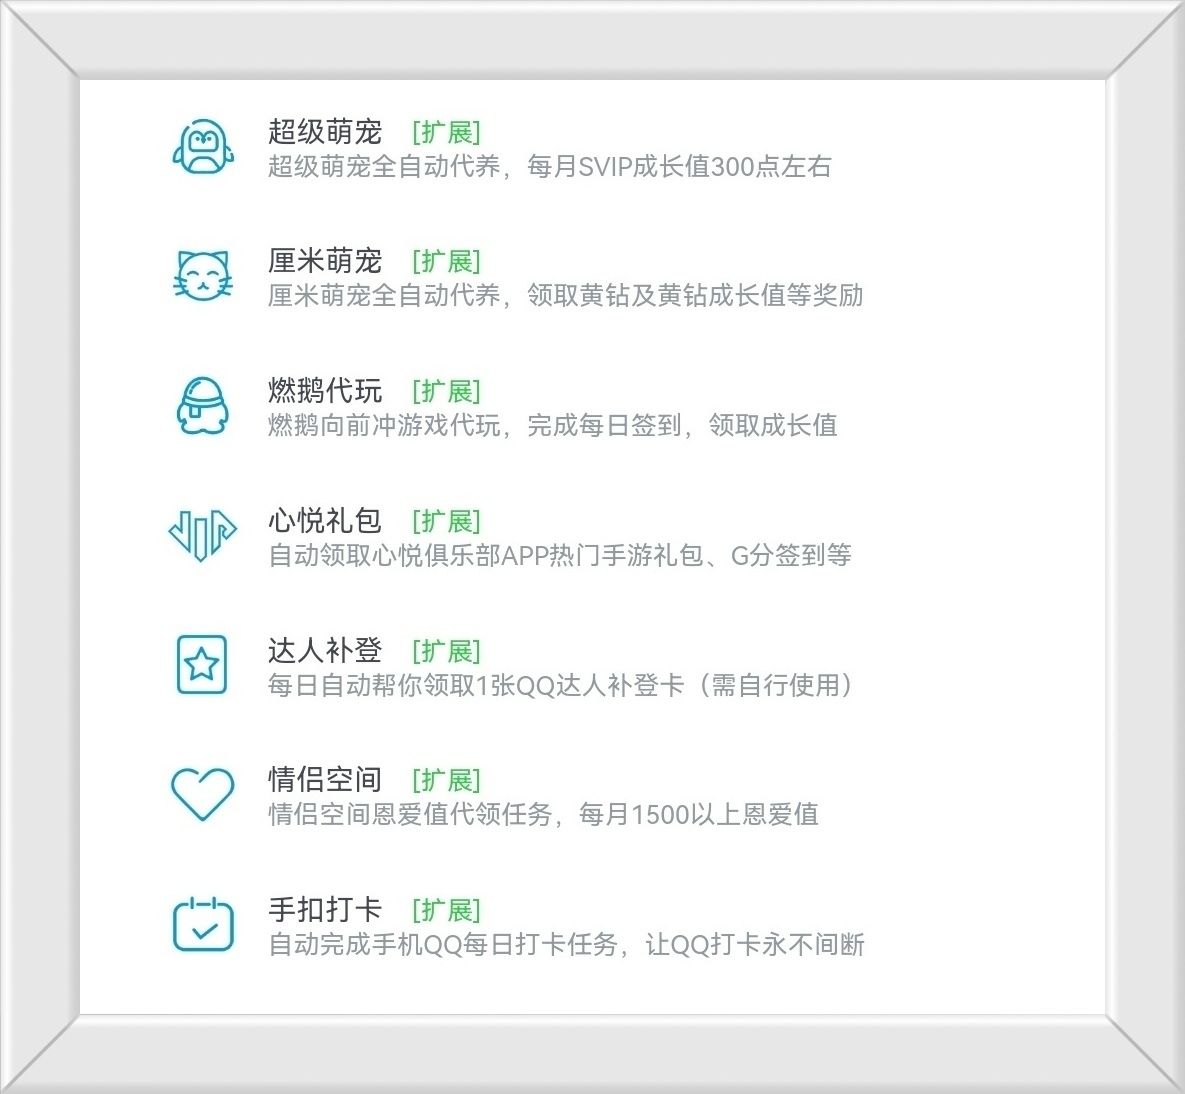 超级萌宠 [扩展]
超级萌宠全自动代养，每月SVIP成长值300点左右
厘米萌宠 [扩展]
厘米萌宠全自动代养，领取黄钻及黄钻成长值等奖励
燃鹅代玩 [扩展]
燃鹅向前冲游戏代玩，完成每日签到，领取成长值
心悦礼包 [扩展]
自动领取心悦俱乐部APP热门手游礼包、G分签到等
达人补登 [扩展]
每日自动帮你领取1张QQ达人补登卡（需自行使用）
情侣空间 [扩展]
情侣空间恩爱值代领任务，每月1500以上恩爱值
手扣打卡 [扩展]
自动完成手机QQ每日打卡任务，让QQ打卡永不间断